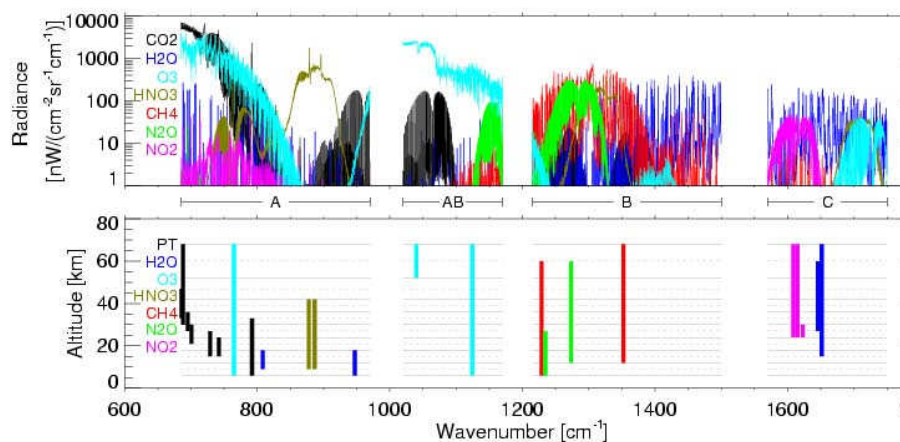 Radiance
[nW/(cm⁻²sr⁻¹cm⁻¹)]
10000
1000
100
10
1
CO2
H2O
O3
HNO3
CH4
N2O
NO2
A
AB
B
C
Altitude [km]
80
60
40
20
0
PT
H2O
O3
HNO3
CH4
N2O
NO2
600
800
1000
1200
1400
1600
Wavenumber [cm⁻¹]